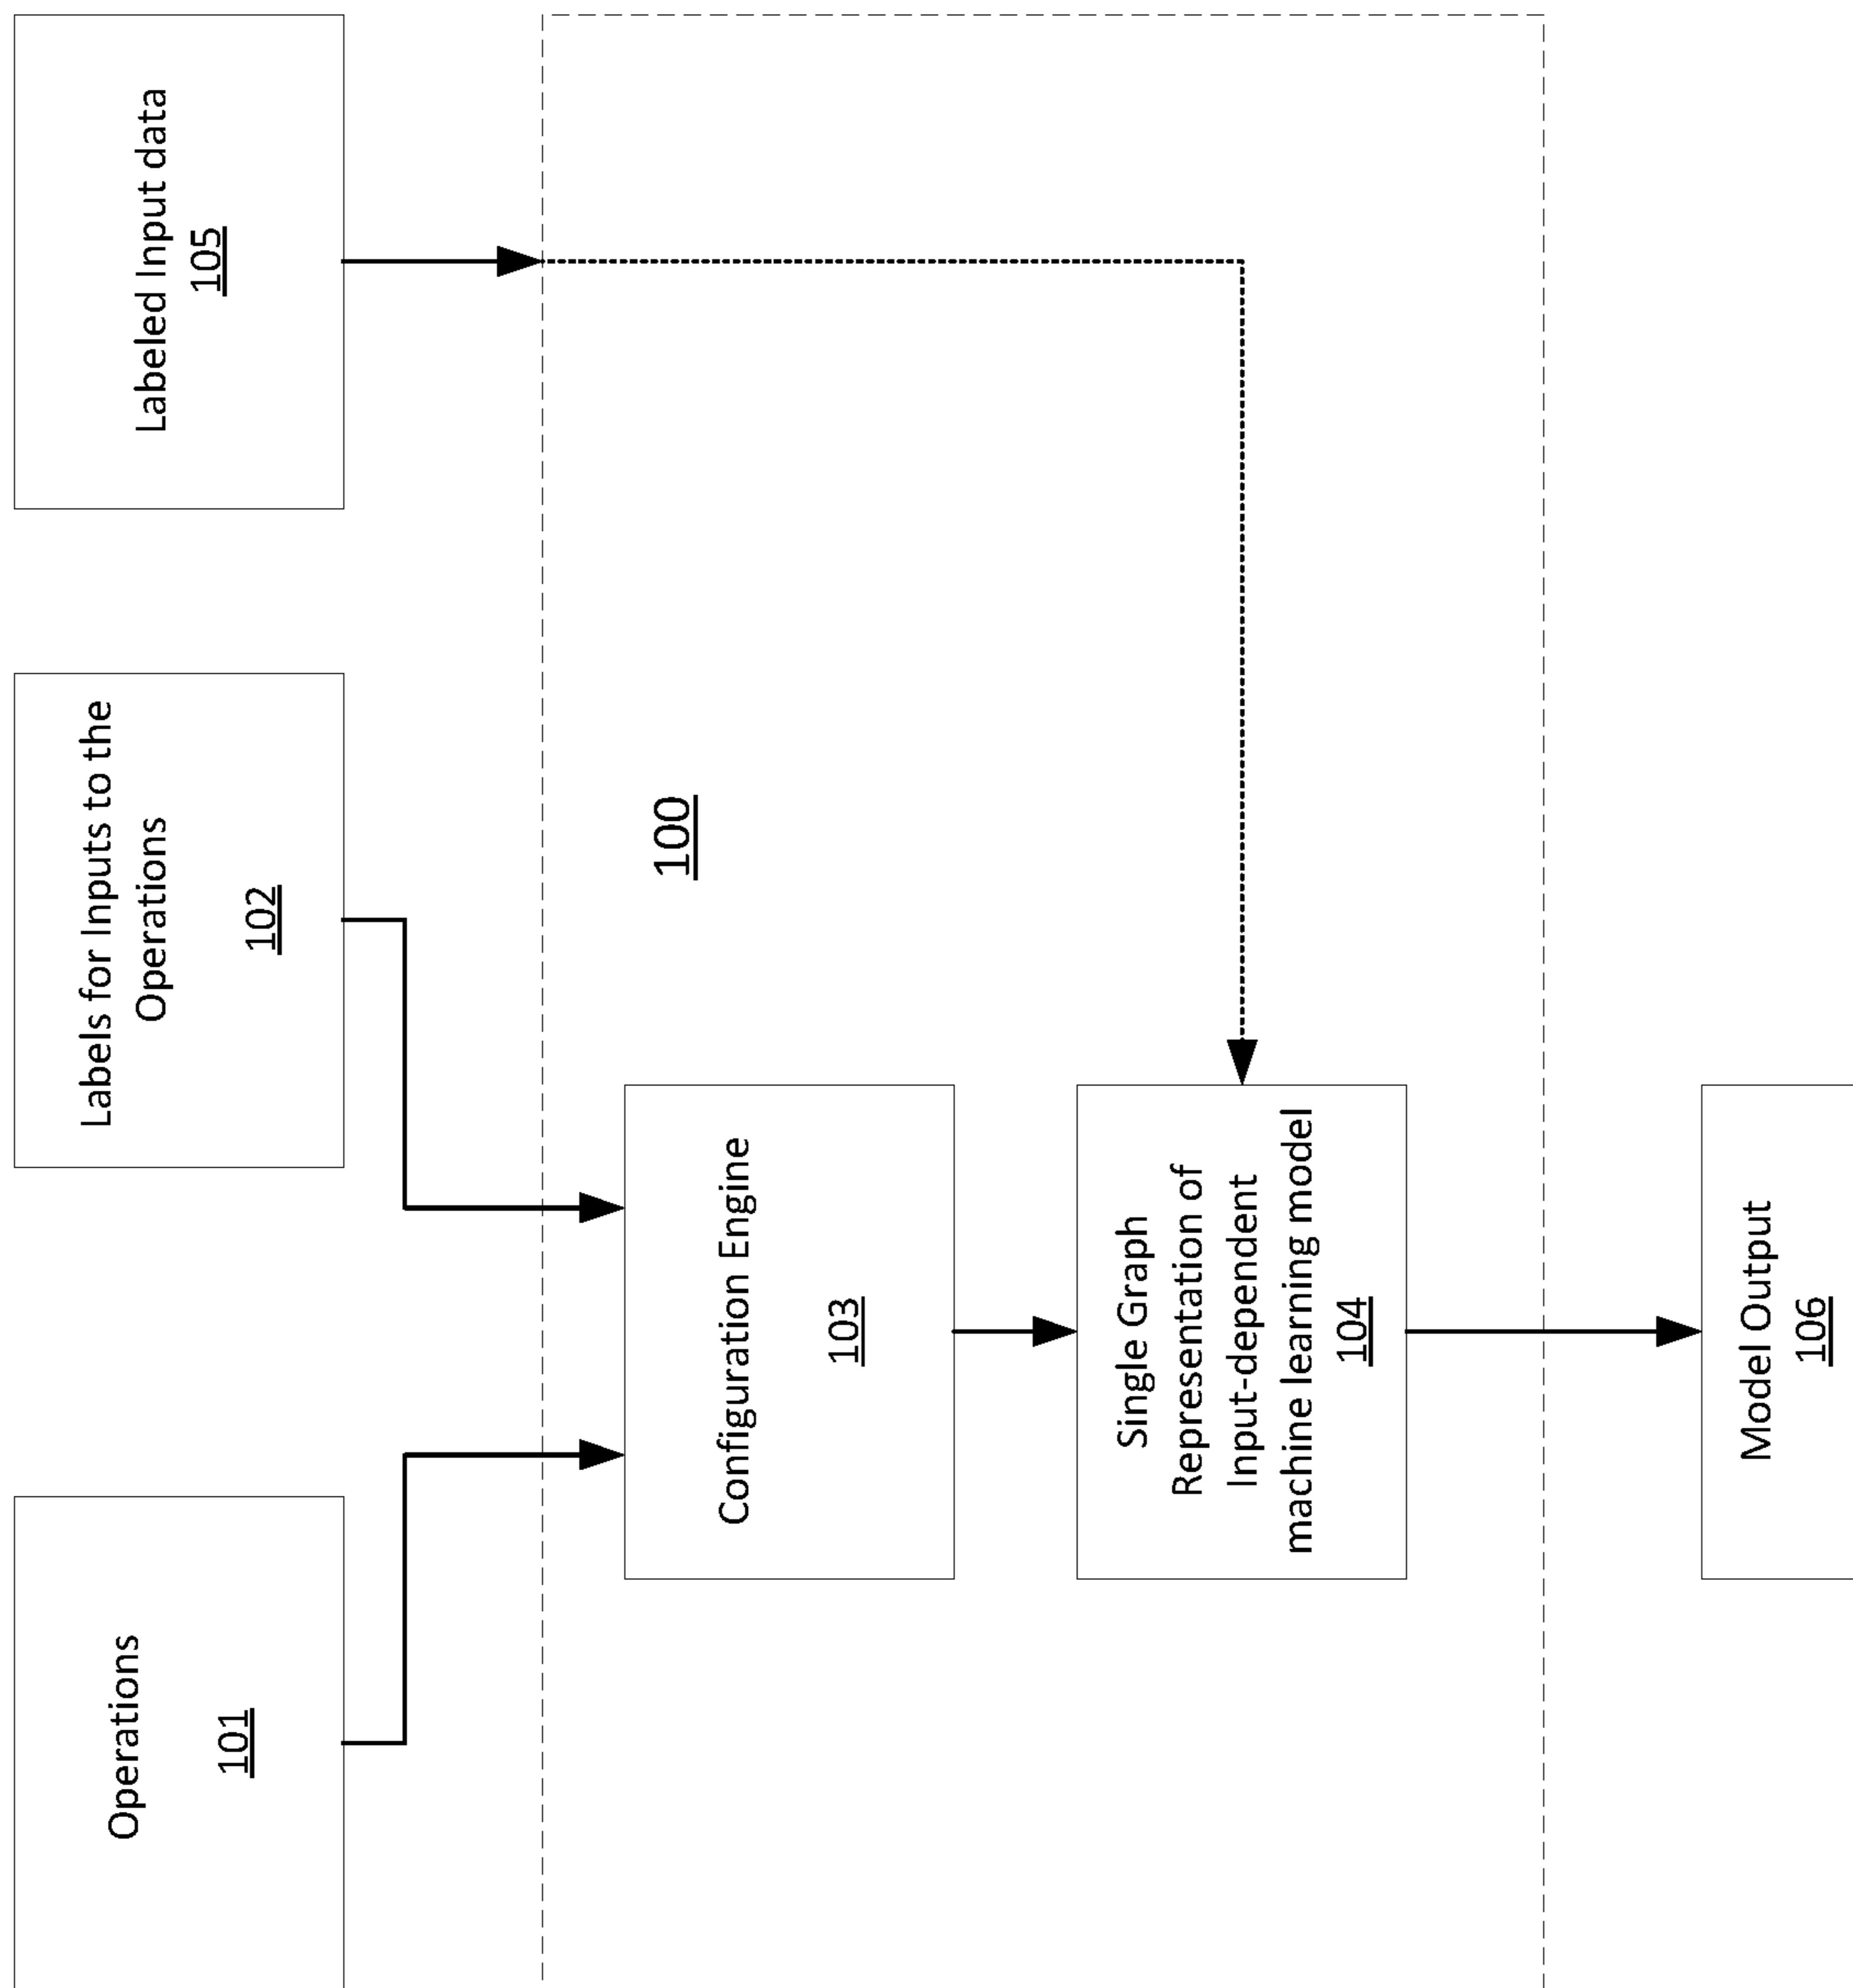 Operations
101
Labels for Inputs to the
Operations
102
Labeled Input data
105
100
Configuration Engine
103
Single Graph
Representation of
Input-dependent
machine learning model
104
Model Output
106